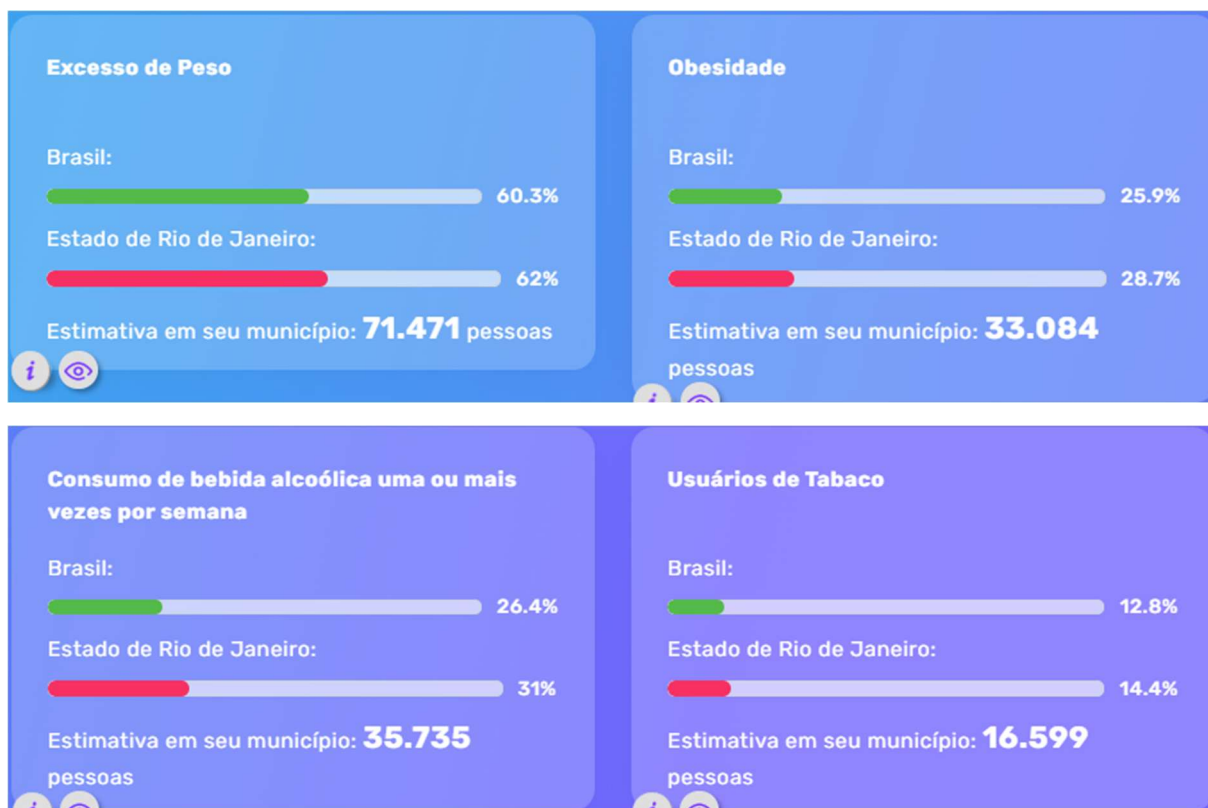 Excesso de Peso
Brasil:
60.3%
Estado de Rio de Janeiro:
62%
Estimativa em seu município: 71.471 pessoas
i
Obesidade
Brasil:
25.9%
Estado de Rio de Janeiro:
28.7%
Estimativa em seu município: 33.084
pessoas
i
Consumo de bebida alcoólica uma ou mais
vezes por semana
Brasil:
26.4%
Estado de Rio de Janeiro:
31%
Estimativa em seu município: 35.735
pessoas
i
Usuários de Tabaco
Brasil:
12.8%
Estado de Rio de Janeiro:
14.4%
Estimativa em seu município: 16.599
pessoas
i